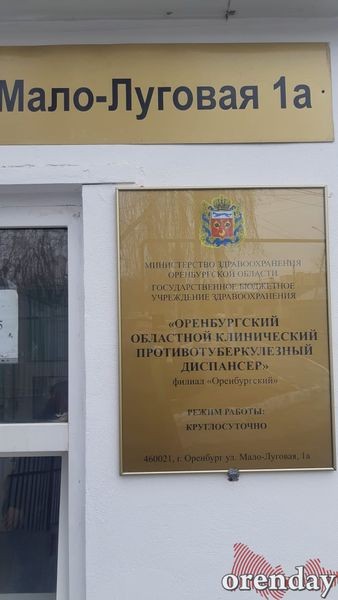 Мало-Луговая 1а
МИНИСТЕРСТВО ЗДРАВООХРАНЕНИЯ
ОРЕНБУРГСКОЙ ОБЛАСТИ
ГОСУДАРСТВЕННОЕ БЮДЖЕТНОЕ
УЧРЕЖДЕНИЕ ЗДРАВООХРАНЕНИЯ
«ОРЕНБУРГСКИЙ
ОБЛАСТНОЙ КЛИНИЧЕСКИЙ
ПРОТИВОТУБЕРКУЛЕЗНЫЙ
ДИСПАНСЕР»
филиал «Оренбургский»
РЕЖИМ РАБОТЫ:
КРУГЛОСУТОЧНО
460021, г. Оренбург ул. Мало-Луговая, 1а
orenday